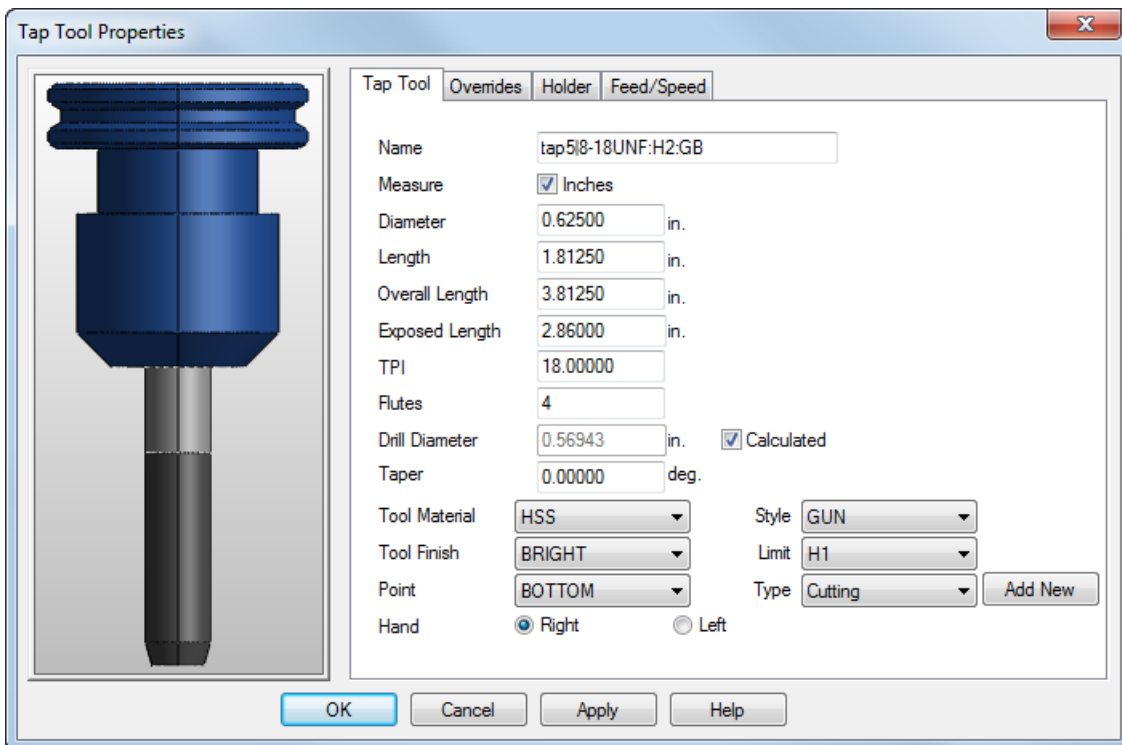 Tap Tool Properties
Tap Tool Overrides Holder Feed/Speed
Name tap5|8-18UNF:H2:GB
Measure Inches
Diameter 0.62500 in.
Length 1.81250 in.
Overall Length 3.81250 in.
Exposed Length 2.86000 in.
TPI 18.00000
Flutes 4
Drill Diameter 0.56943 in. Calculated
Taper 0.00000 deg.
Tool Material HSS Style GUN
Tool Finish BRIGHT Limit H1
Point BOTTOM Type Cutting Add New
Hand Right Left
OK Cancel Apply Help